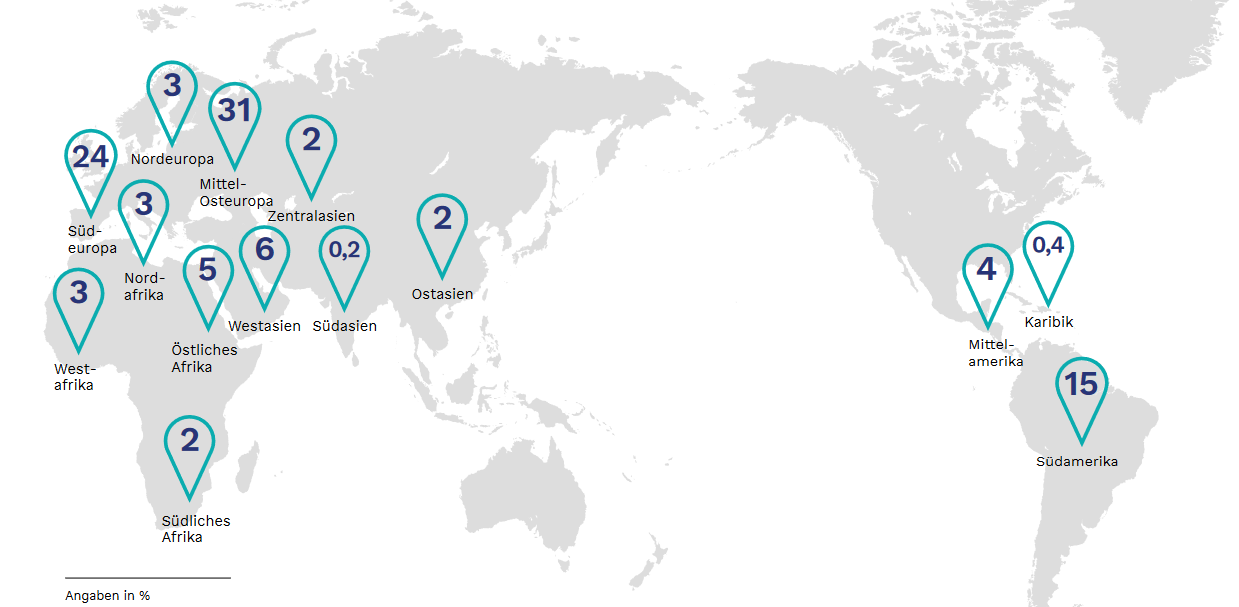 3
Nordeuropa
31
Mittel-
Osteuropa
2
Zentralasien
24
Süd-
europa
3
Nord-
afrika
5
Östliches
Afrika
6
Westasien
0,2
Südasien
2
Ostasien
3
West-
afrika
2
Südliches
Afrika
4
Mittel-
amerika
0,4
Karibik
15
Südamerika
Angaben in %